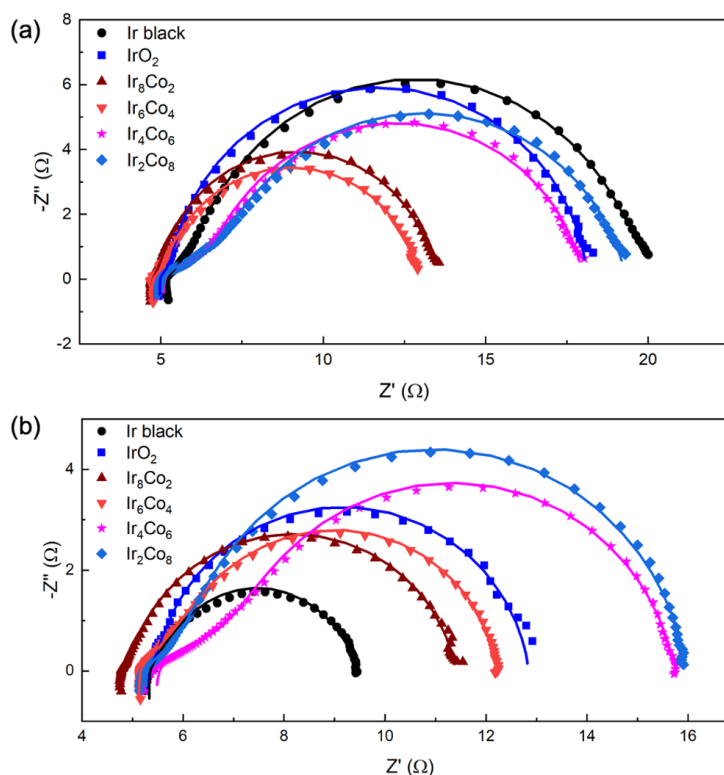 (a)
Ir black
IrO₂
Ir₈Co₂
Ir₆Co₄
Ir₄Co₆
Ir₂Co₈
8
6
4
2
0
-2
-Z" (Ω)
5 10 15 20
Z' (Ω)
(b)
Ir black
IrO₂
Ir₈Co₂
Ir₆Co₄
Ir₄Co₆
Ir₂Co₈
4
2
0
-Z" (Ω)
4 6 8 10 12 14 16
Z' (Ω)